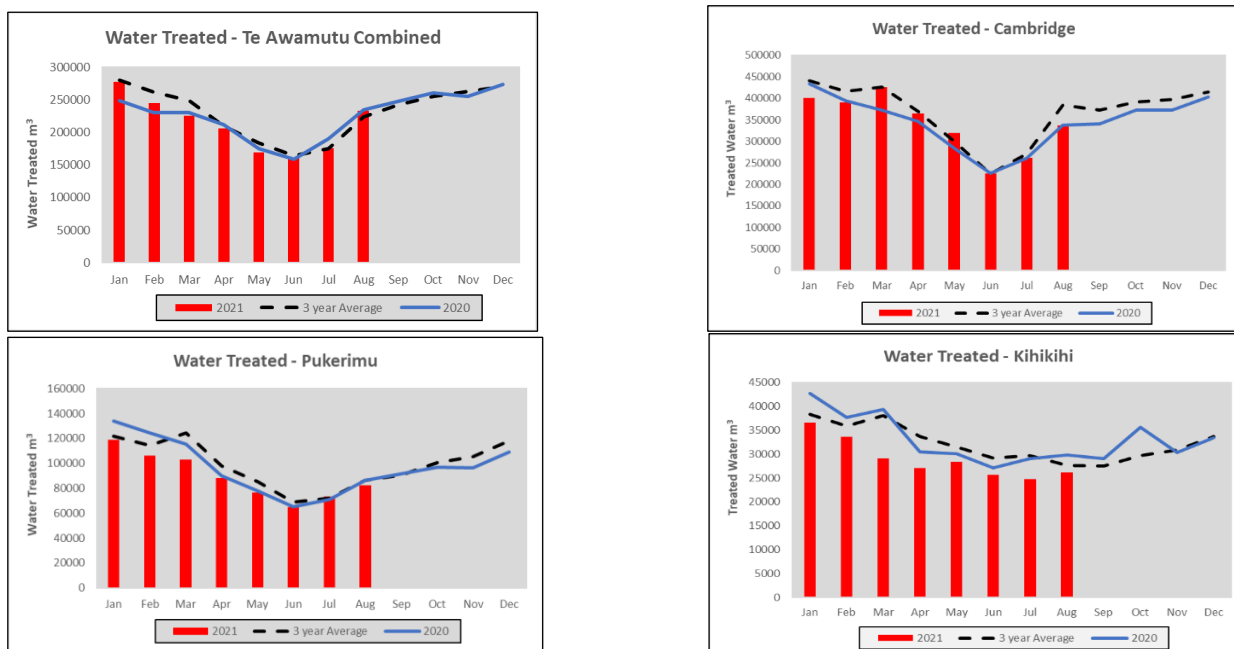 Water Treated - Te Awamutu Combined
Water Treated m³
300000
250000
200000
150000
100000
50000
0
Jan Feb Mar Apr May Jun Jul Aug Sep Oct Nov Dec
2021 3 year Average 2020
Water Treated - Cambridge
Treated Water m³
500000
450000
400000
350000
300000
250000
200000
150000
100000
50000
0
Jan Feb Mar Apr May Jun Jul Aug Sep Oct Nov Dec
2021 3 year Average 2020
Water Treated - Pukerimu
Water Treated m³
160000
140000
120000
100000
80000
60000
40000
20000
0
Jan Feb Mar Apr May Jun Jul Aug Sep Oct Nov Dec
2021 3 year Average 2020
Water Treated - Kihikihi
Treated Water m³
45000
40000
35000
30000
25000
20000
15000
10000
5000
0
Jan Feb Mar Apr May Jun Jul Aug Sep Oct Nov Dec
2021 3 year Average 2020